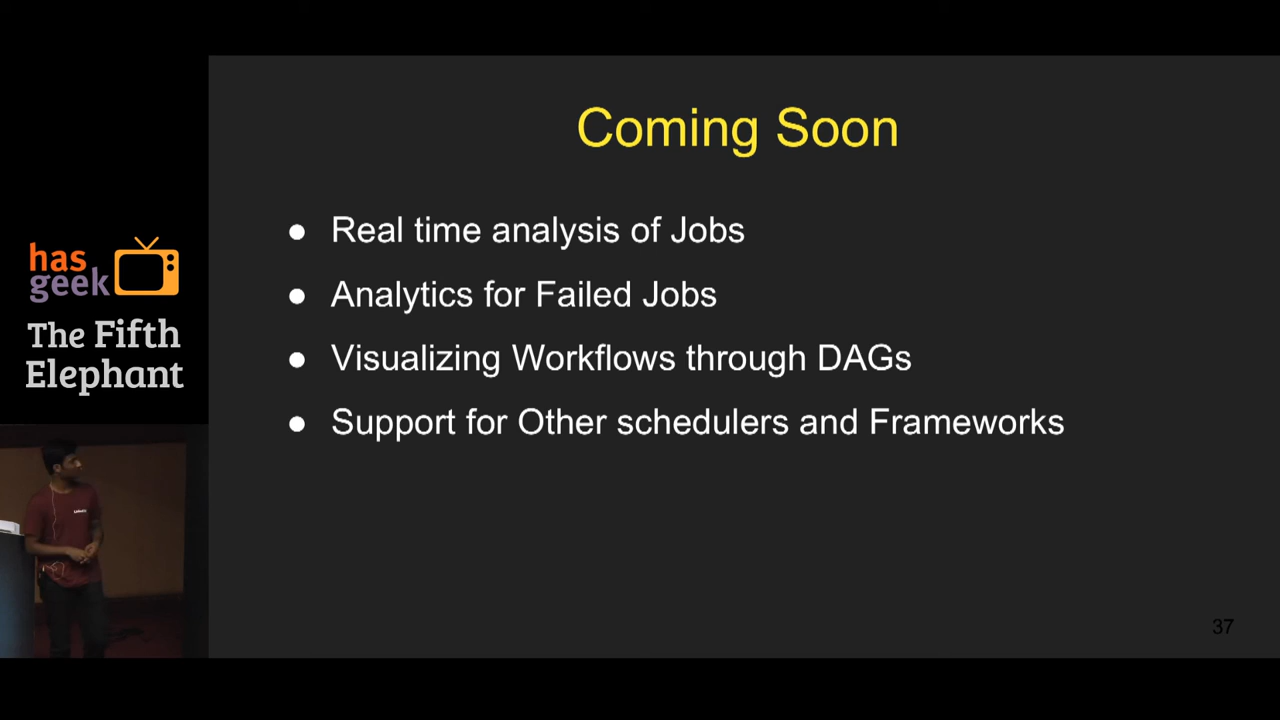 Coming Soon
● Real time analysis of Jobs
● Analytics for Failed Jobs
● Visualizing Workflows through DAGs
● Support for Other schedulers and Frameworks
37
has
geek
The Fifth
Elephant